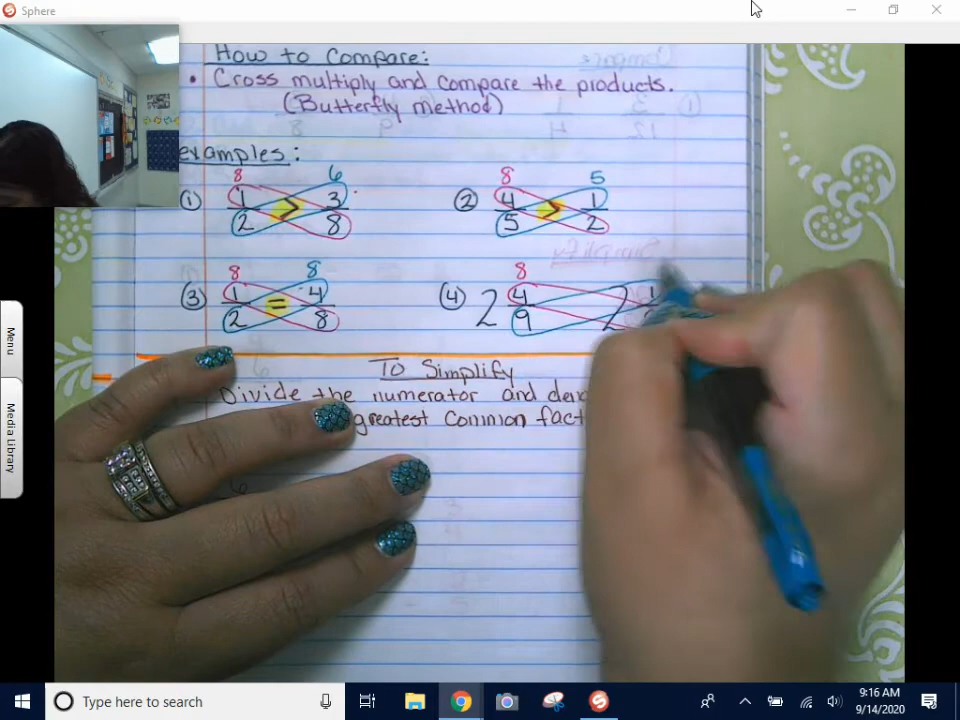 Sphere
How to Compare:
• Cross multiply and compare the products.
(Butterfly method)
examples:
8 6
① 1/2 > 3/8
8 5
② 4/5 > 1/2
8 8
③ 1/2 = 4/8
8
④ 2 4/9 2 1
To Simplify
Divide the numerator and
greatest common
Menu
Media Library
Type here to search
9:16 AM
9/14/2020